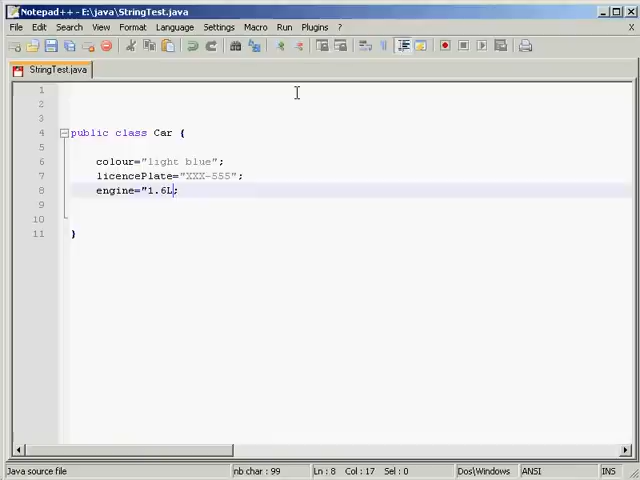 Notepad++ - E:\java\StringTest.java
File Edit Search View Format Language Settings Macro Run Plugins ?
StringTest.java
1
2
3
4 public class Car {
5
6 colour="light blue";
7 licencePlate="XXX-555";
8 engine="1.6L;
9
10
11 }
Java source file nb char : 99 Ln : 8 Col : 17 Sel : 0 Dos\Windows ANSI INS